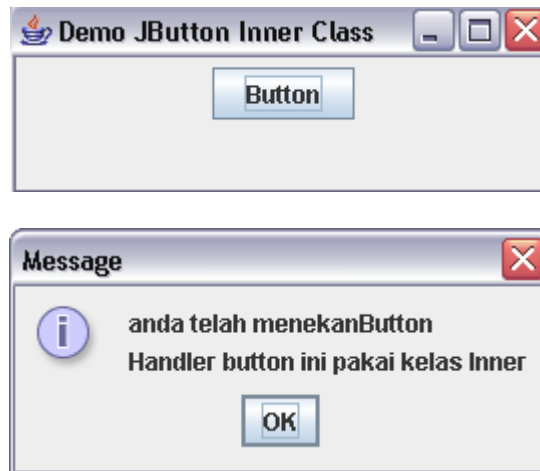 Demo JButton Inner Class
Button
Message
anda telah menekanButton
Handler button ini pakai kelas Inner
OK